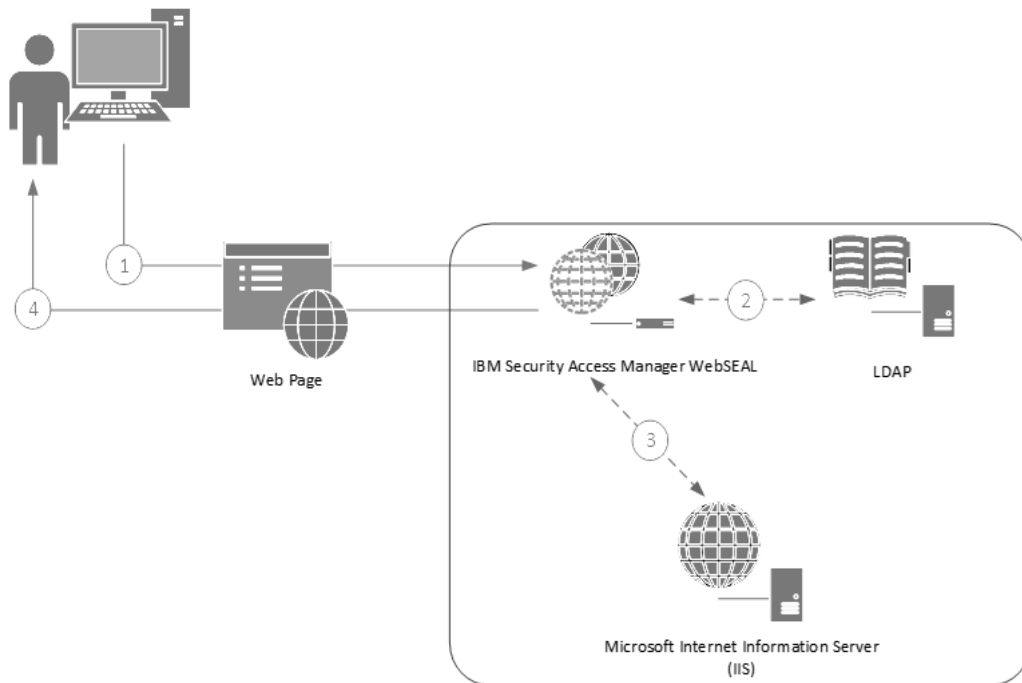 1
4
2
Web Page
IBM Security Access Manager WebSEAL
LDAP
3
Microsoft Internet Information Server
(IIS)